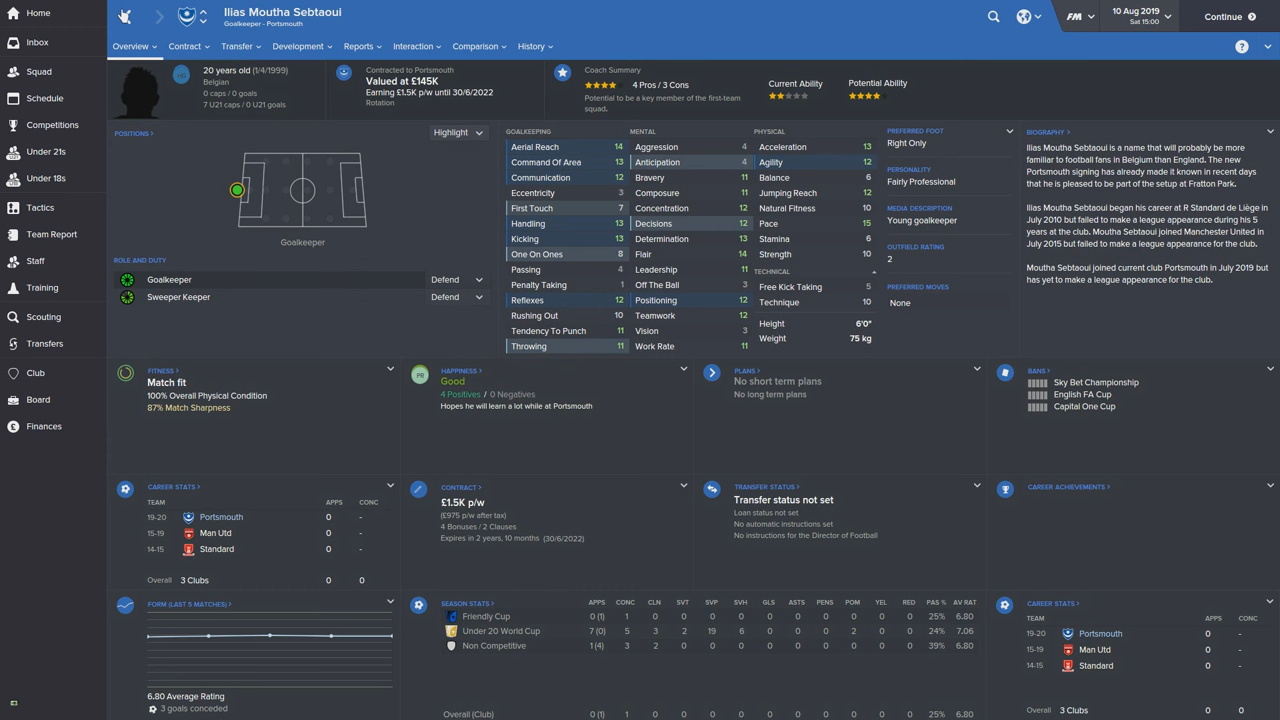 Home
Inbox
Squad
Schedule
Competitions
Under 21s
Under 18s
Tactics
Team Report
Staff
Training
Scouting
Transfers
Club
Board
Finances
Ilias Moutha Sebtaoui
Goalkeeper - Portsmouth
FM
10 Aug 2019
Sat 15:00
Continue
Overview
Contract
Transfer
Development
Reports
Interaction
Comparison
History
?
20 years old (1/4/1999)
Belgian
0 caps / 0 goals
7 U21 caps / 0 U21 goals
Contracted to Portsmouth
Valued at £145K
Earning £1.5K p/w until 30/6/2022
Rotation
Coach Summary
4 Pros / 3 Cons
Potential to be a key member of the first-team
squad.
Current Ability
Potential Ability
POSITIONS >
Highlight
Goalkeeper
ROLE AND DUTY
Goalkeeper Defend
Sweeper Keeper Defend
GOALKEEPING
Aerial Reach 14
Command Of Area 13
Communication 12
Eccentricity 3
First Touch 7
Handling 13
Kicking 13
One On Ones 8
Passing 4
Penalty Taking 1
Reflexes 12
Rushing Out 10
Tendency To Punch 11
Throwing 11
MENTAL
Aggression 4
Anticipation 4
Bravery 11
Composure 11
Concentration 12
Decisions 12
Determination 13
Flair 14
Leadership 11
Off The Ball 3
Positioning 12
Teamwork 12
Vision 3
Work Rate 11
PHYSICAL
Acceleration 13
Agility 12
Balance 6
Jumping Reach 12
Natural Fitness 10
Pace 15
Stamina 6
Strength 10
TECHNICAL
Free Kick Taking 5
Technique 10
Height 6'0"
Weight 75 kg
PREFERRED FOOT
Right Only
PERSONALITY
Fairly Professional
MEDIA DESCRIPTION
Young goalkeeper
OUTFIELD RATING
2
PREFERRED MOVES
None
BIOGRAPHY >
Ilias Moutha Sebtaoui is a name that will probably be more
familiar to football fans in Belgium than England. The new
Portsmouth signing has already made it known in recent days
that he is pleased to be part of the setup at Fratton Park.
Ilias Moutha Sebtaoui began his career at R Standard de Liège in
July 2010 but failed to make a league appearance during his 5
years at the club. Moutha Sebtaoui joined Manchester United in
July 2015 but failed to make a league appearance for the club.
Moutha Sebtaoui joined current club Portsmouth in July 2019 but
has yet to make a league appearance for the club.
FITNESS >
Match fit
100% Overall Physical Condition
87% Match Sharpness
PR
HAPPINESS >
Good
4 Positives / 0 Negatives
Hopes he will learn a lot while at Portsmouth
PLANS >
No short term plans
No long term plans
BANS >
Sky Bet Championship
English FA Cup
Capital One Cup
CAREER STATS >
TEAM APPS CONC
19-20 Portsmouth 0 -
15-19 Man Utd 0 -
14-15 Standard 0 -
Overall 3 Clubs 0 0
CONTRACT >
£1.5K p/w
(£975 p/w after tax)
4 Bonuses / 2 Clauses
Expires in 2 years, 10 months (30/6/2022)
TRANSFER STATUS >
Transfer status not set
Loan status not set
No automatic instructions set
No instructions for the Director of Football
CAREER ACHIEVEMENTS >
FORM (LAST 5 MATCHES) >
6.80 Average Rating
3 goals conceded
SEASON STATS > APPS CONC CLN SVT SVP SVH GLS ASTS PENS POM YEL RED PAS % AV RAT
Friendly Cup 0 (1) 1 0 0 0 0 0 0 0 0 0 0 25% 6.80
Under 20 World Cup 7 (0) 5 3 2 19 6 0 0 0 2 0 0 24% 7.06
Non Competitive 1 (4) 3 2 0 0 0 0 0 0 0 0 0 39% 6.80
Overall (Club) 0 (1) 1 0 0 0 0 0 0 0 0 0 0 25% 6.80
CAREER STATS >
TEAM APPS CONC
19-20 Portsmouth 0 -
15-19 Man Utd 0 -
14-15 Standard 0 -
Overall 3 Clubs 0 0